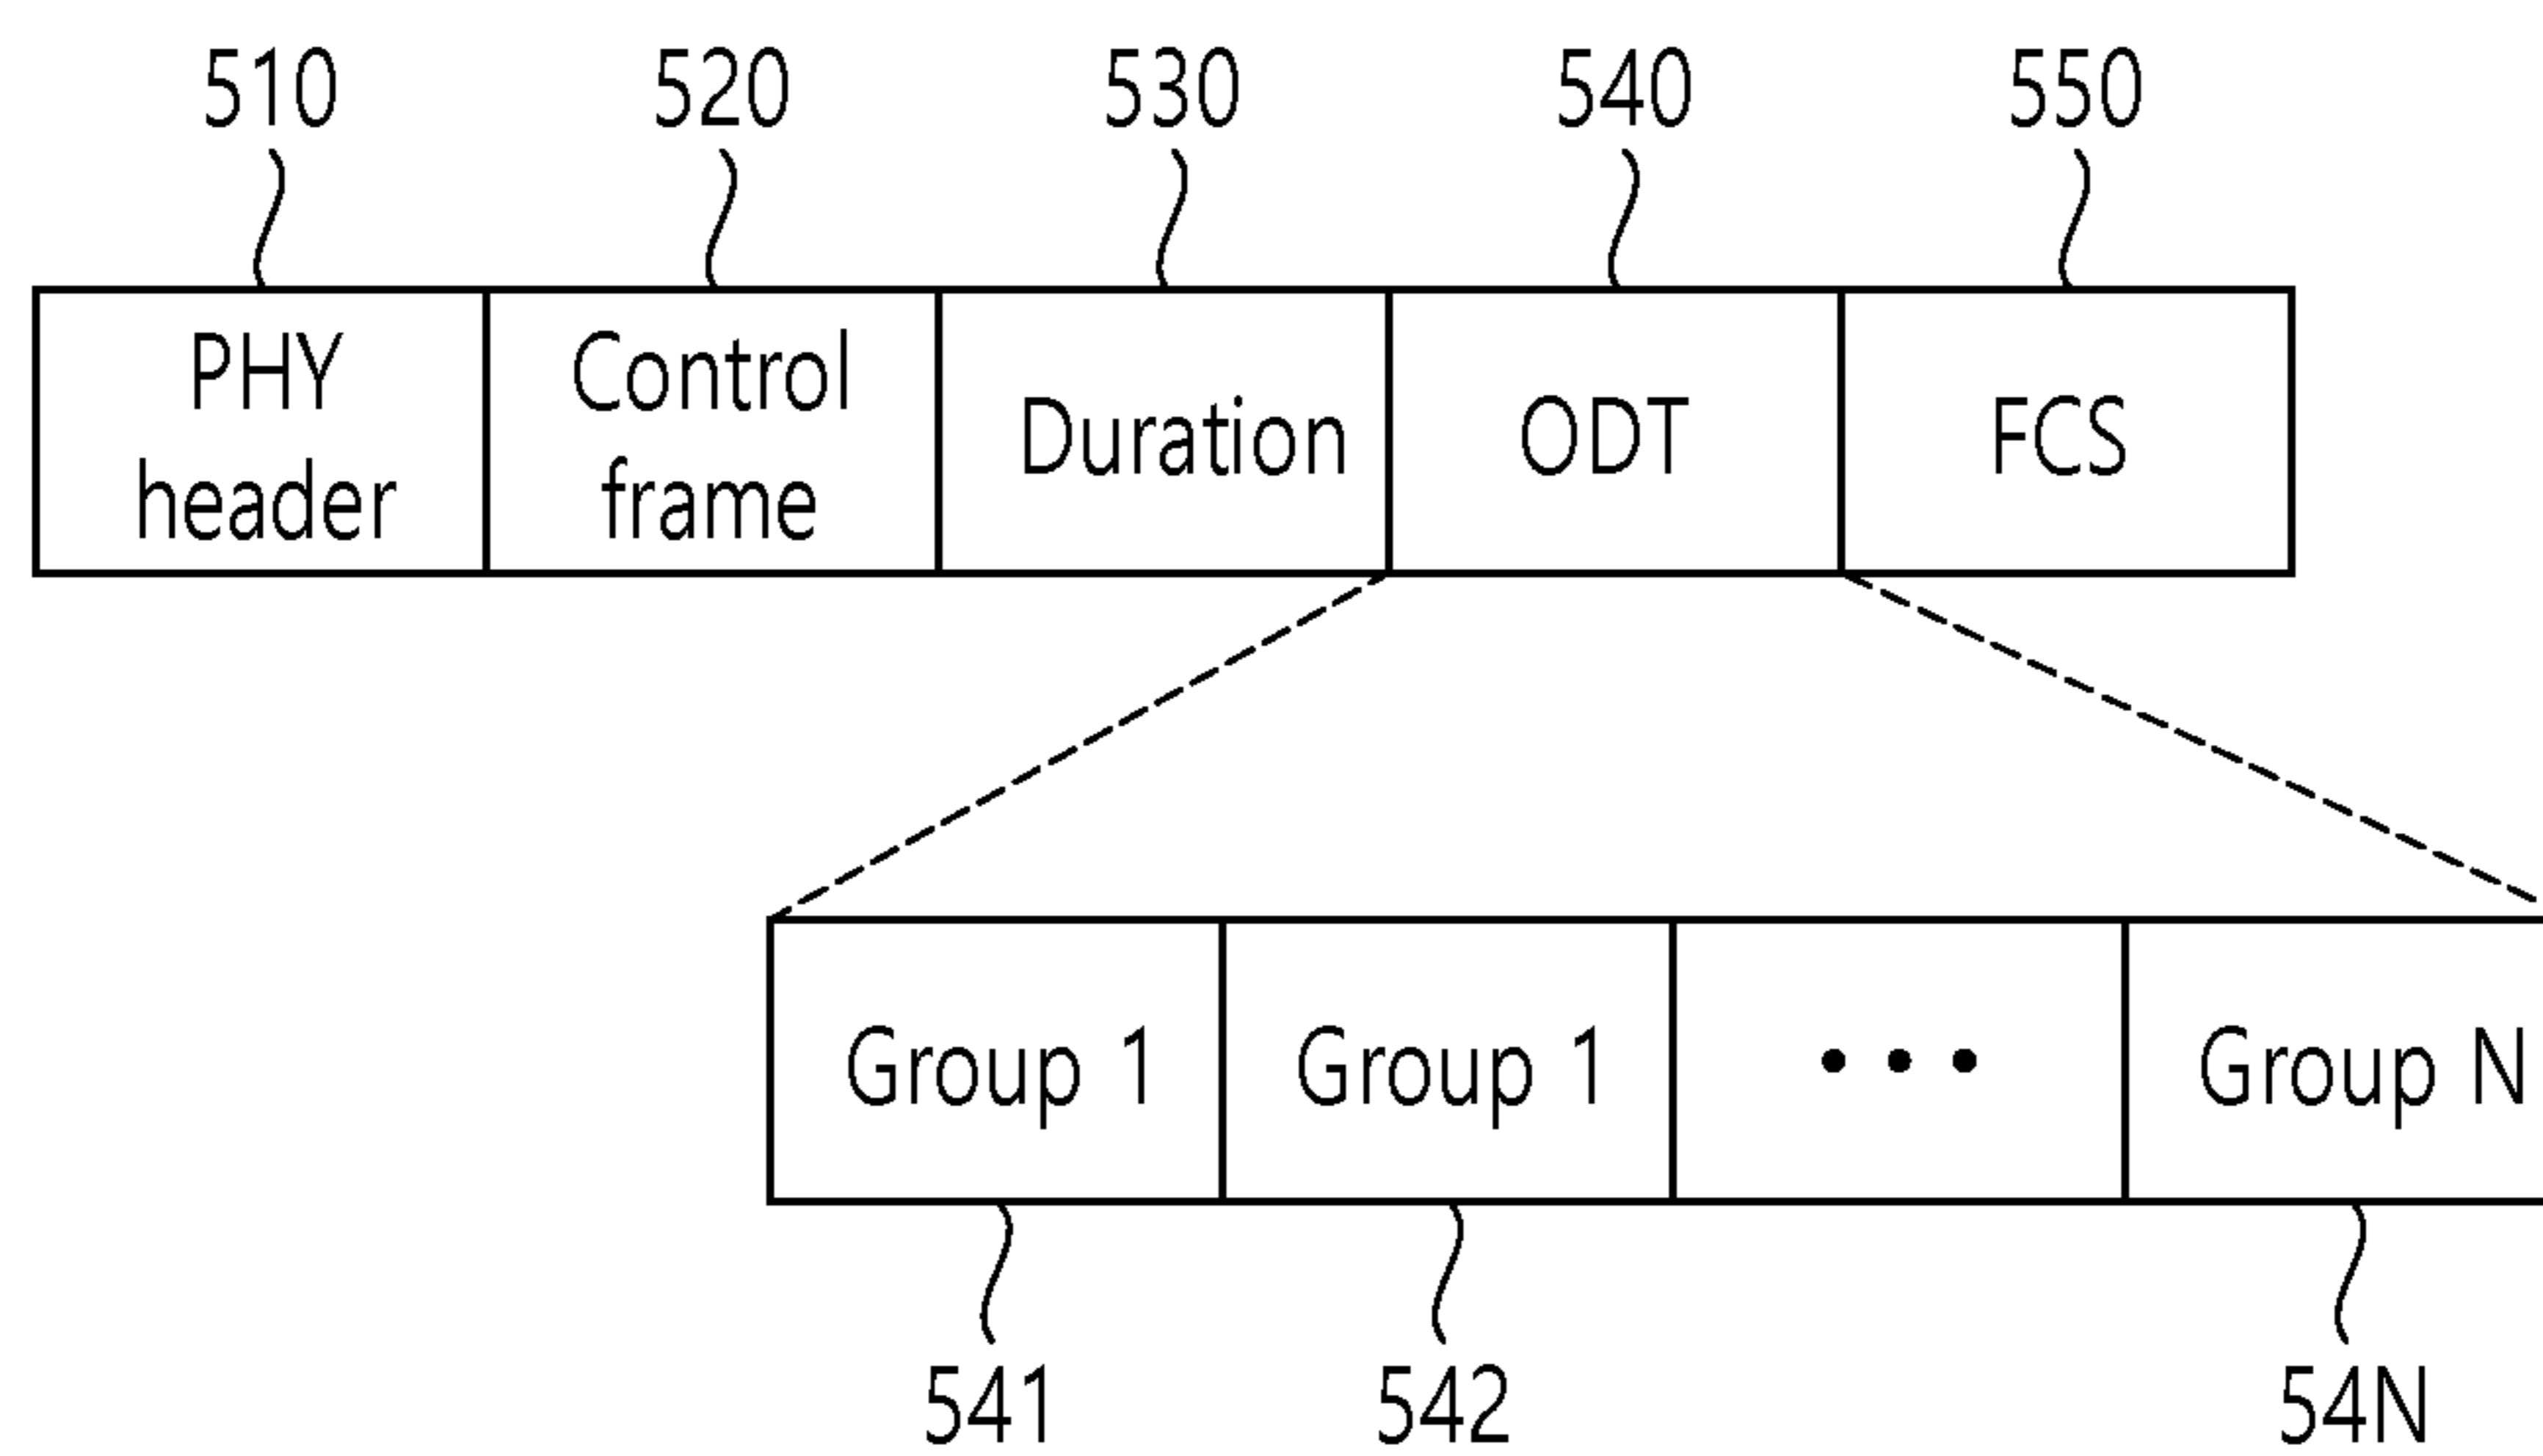 510 520 530 540 550
PHY
header
Control
frame
Duration
ODT
FCS
Group 1
Group 1
• • •
Group N
541 542 54N